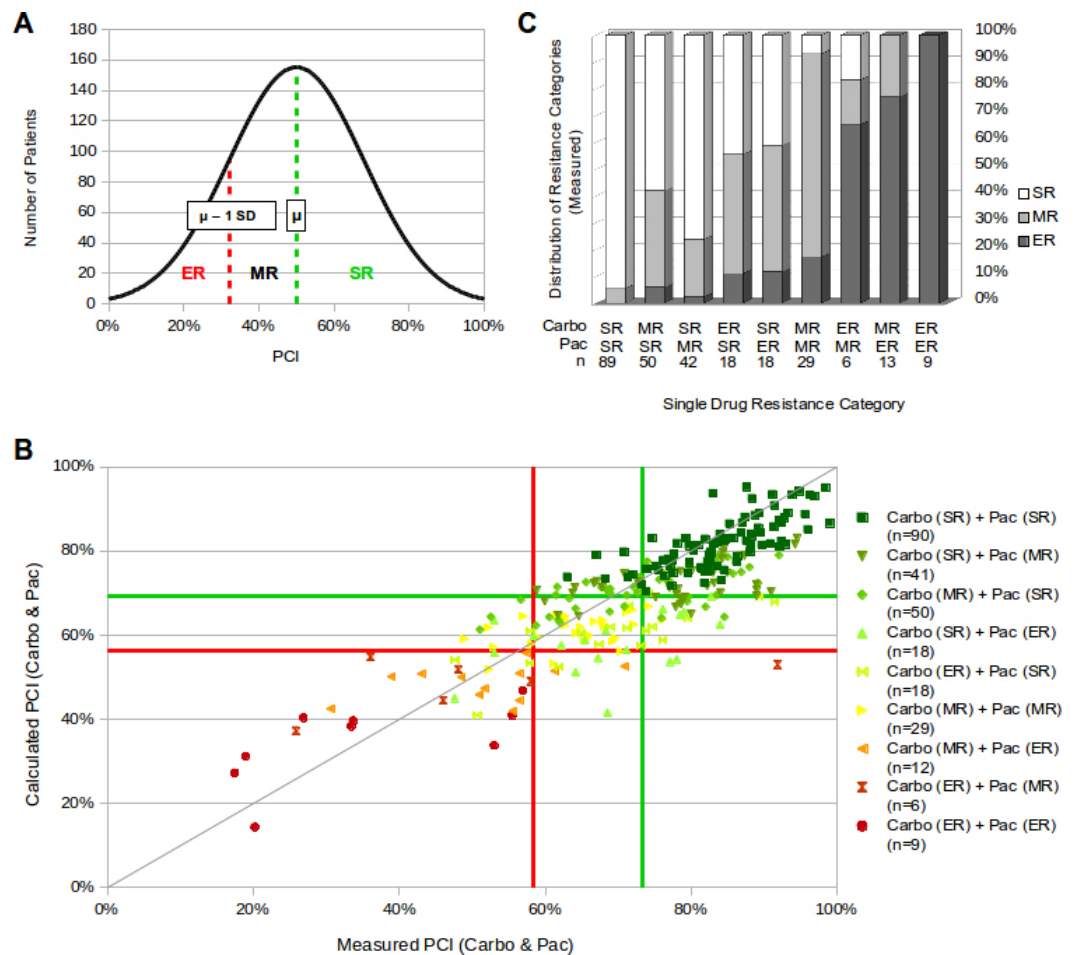 A
180
160
140
120
100
80
60
40
20
0
Number of Patients
μ – 1 SD
μ
ER
MR
SR
0%
20%
40%
60%
80%
100%
PCI
C
Distribution of Resitance Categories
(Measured)
100%
90%
80%
70%
60%
50%
40%
30%
20%
10%
0%
SR
MR
ER
Carbo SR MR SR ER SR MR ER MR ER
Pac SR SR MR SR ER MR MR ER ER
n 89 50 42 18 18 29 6 13 9
Single Drug Resistance Category
B
100%
80%
60%
40%
20%
0%
Calculated PCI (Carbo & Pac)
0%
20%
40%
60%
80%
100%
Measured PCI (Carbo & Pac)
Carbo (SR) + Pac (SR)
(n=90)
Carbo (SR) + Pac (MR)
(n=41)
Carbo (MR) + Pac (SR)
(n=50)
Carbo (SR) + Pac (ER)
(n=18)
Carbo (ER) + Pac (SR)
(n=18)
Carbo (MR) + Pac (MR)
(n=29)
Carbo (MR) + Pac (ER)
(n=12)
Carbo (ER) + Pac (MR)
(n=6)
Carbo (ER) + Pac (ER)
(n=9)